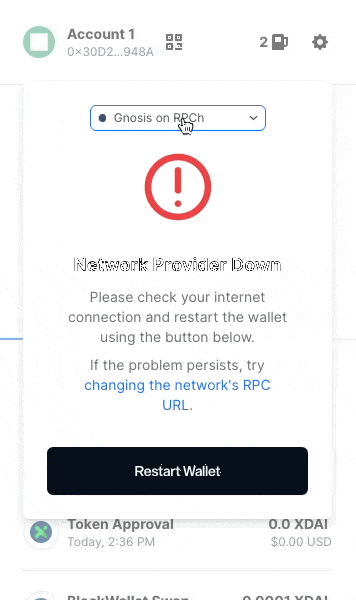 Account 1
0x30D2...948A
2
Gnosis on RPCh
Network Provider Down
Please check your internet
connection and restart the wallet
using the button below.
If the problem persists, try
changing the network's RPC
URL.
Restart Wallet
Token Approval
0.0 XDAI
Today, 2:36 PM
$0.00 USD
BlockWallet Swap
0.0001 XDAI